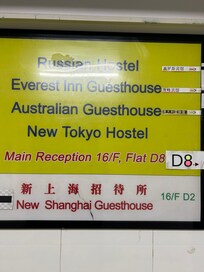 Russian Hostel
Everest Inn Guesthouse
Australian Guesthouse
New Tokyo Hostel
Main Reception 16/F, Flat D8
D8
新上海招待所
New Shanghai Guesthouse
16/F D2